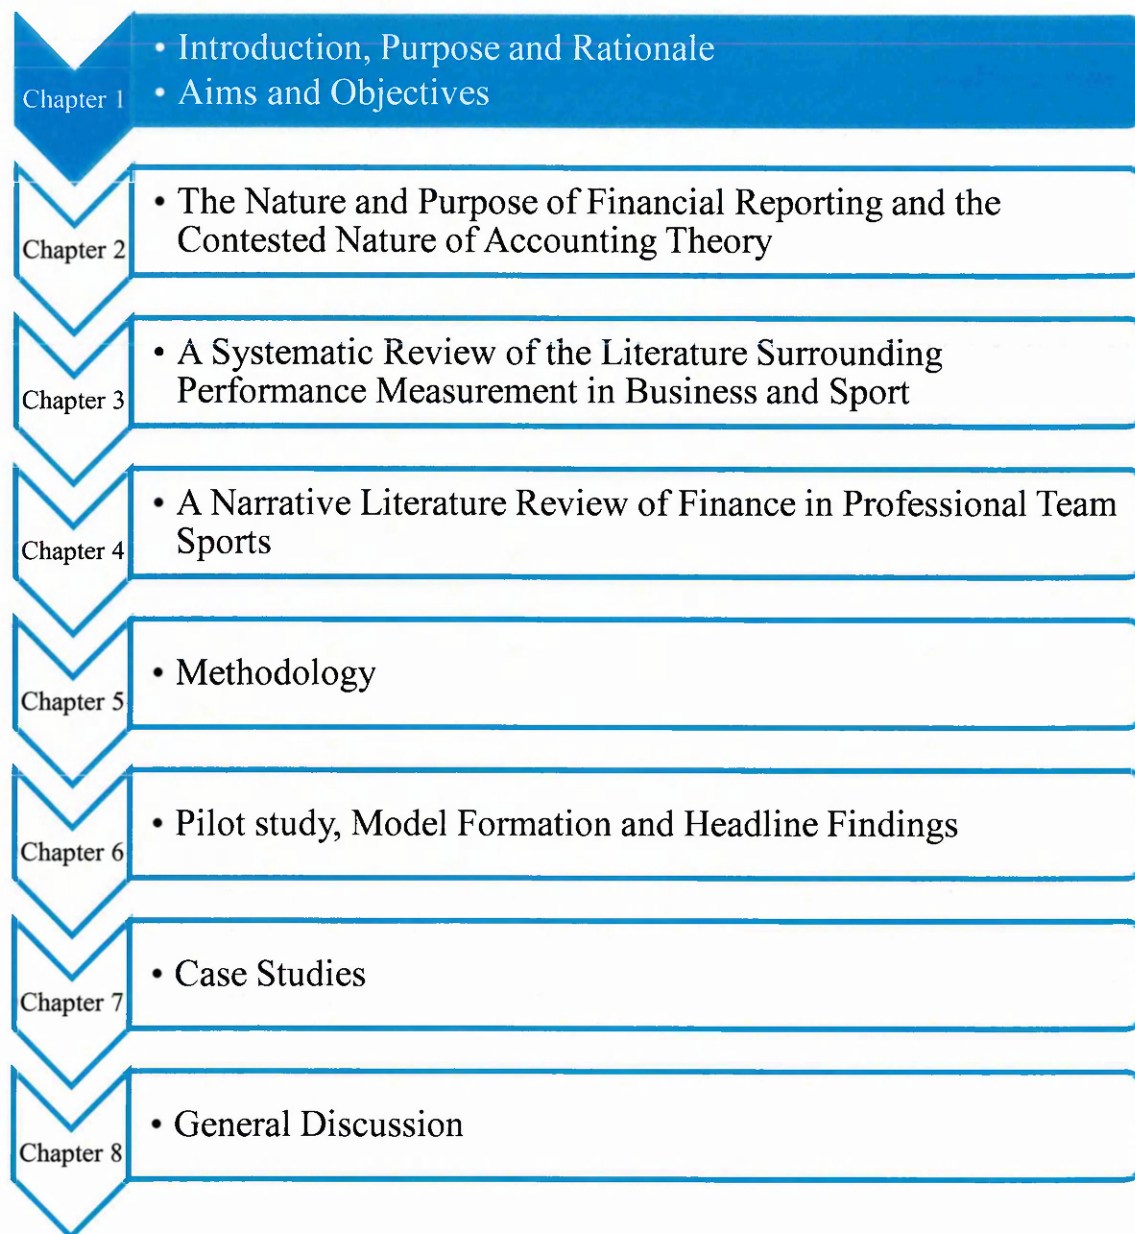 Chapter 1
• Introduction, Purpose and Rationale
• Aims and Objectives
Chapter 2
• The Nature and Purpose of Financial Reporting and the
Contested Nature of Accounting Theory
Chapter 3
• A Systematic Review of the Literature Surrounding
Performance Measurement in Business and Sport
Chapter 4
• A Narrative Literature Review of Finance in Professional Team
Sports
Chapter 5
• Methodology
Chapter 6
• Pilot study, Model Formation and Headline Findings
Chapter 7
• Case Studies
Chapter 8
• General Discussion